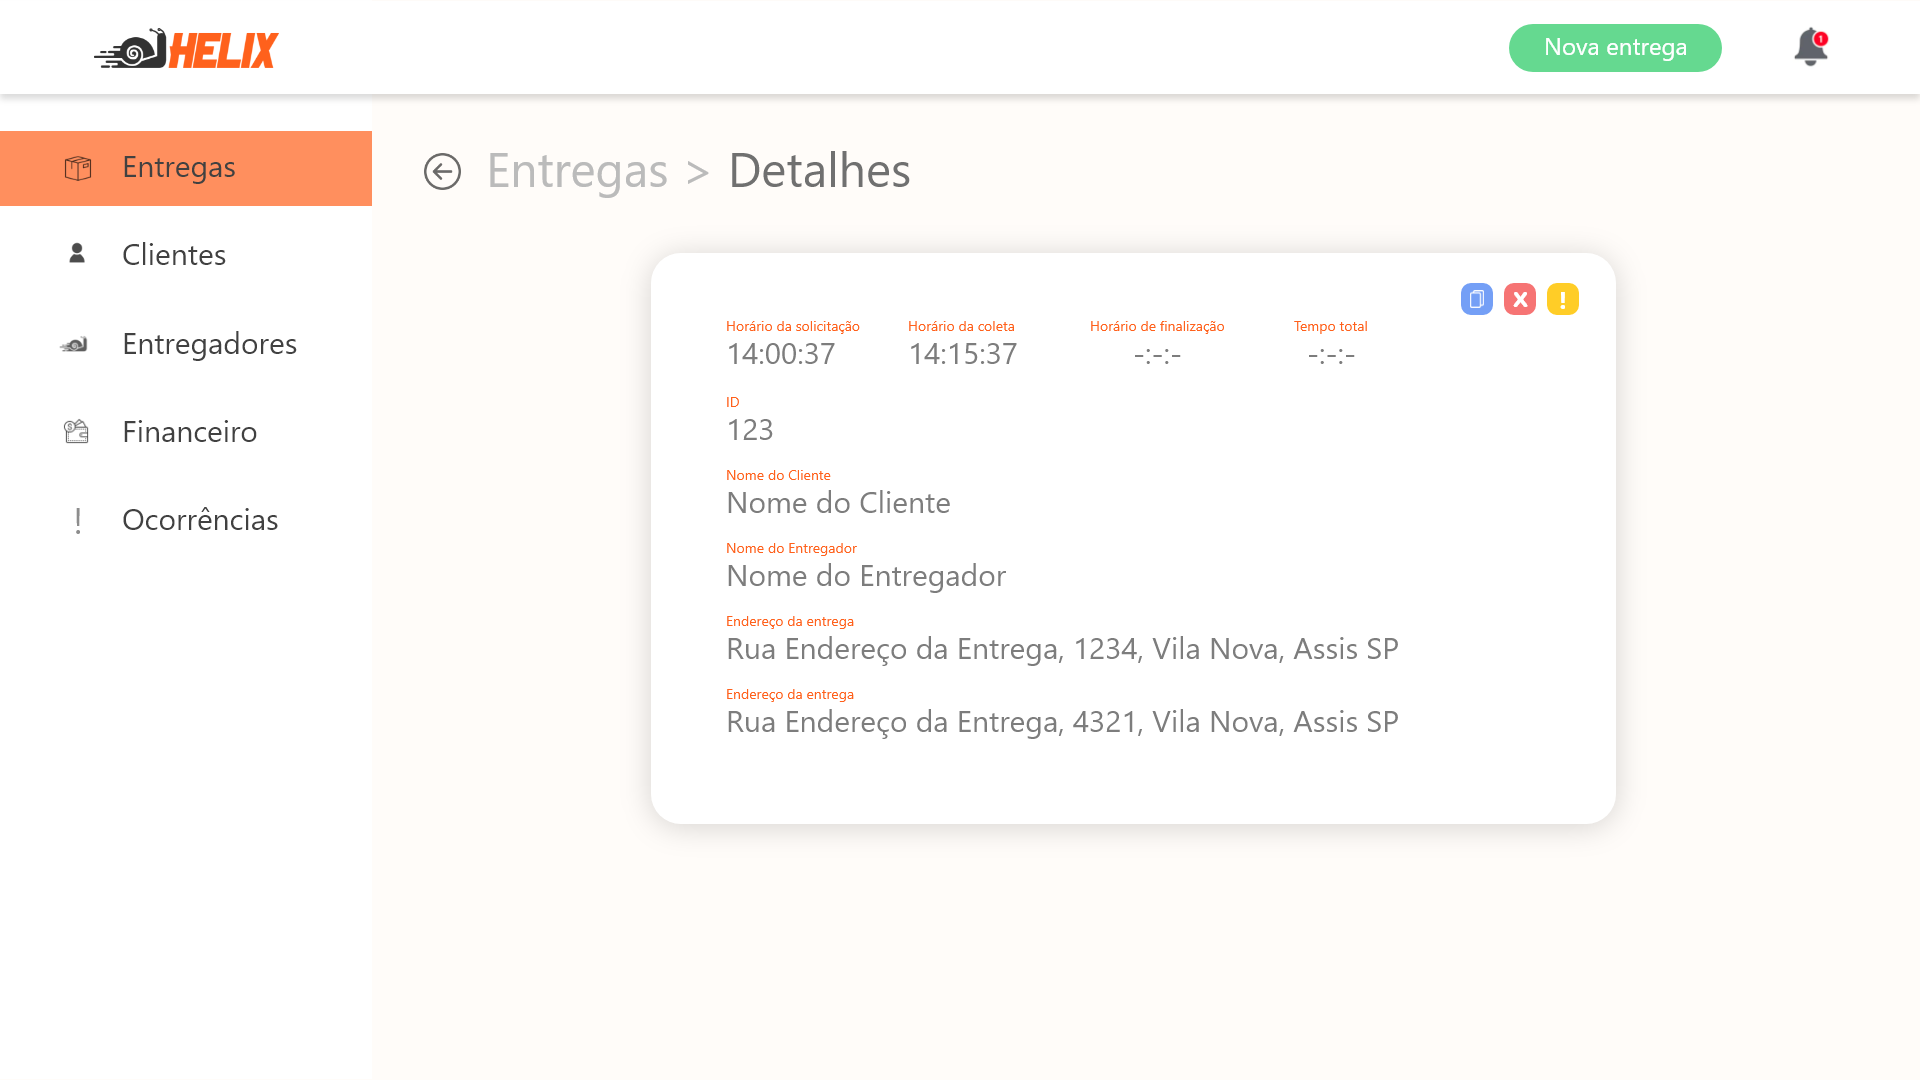 HELIX
Nova entrega
1
Entregas
Clientes
Entregadores
Financeiro
Ocorrências
Entregas > Detalhes
Horário da solicitação Horário da coleta Horário de finalização Tempo total
14:00:37 14:15:37 -:-:- -:-:-
ID
123
Nome do Cliente
Nome do Cliente
Nome do Entregador
Nome do Entregador
Endereço da entrega
Rua Endereço da Entrega, 1234, Vila Nova, Assis SP
Endereço da entrega
Rua Endereço da Entrega, 4321, Vila Nova, Assis SP